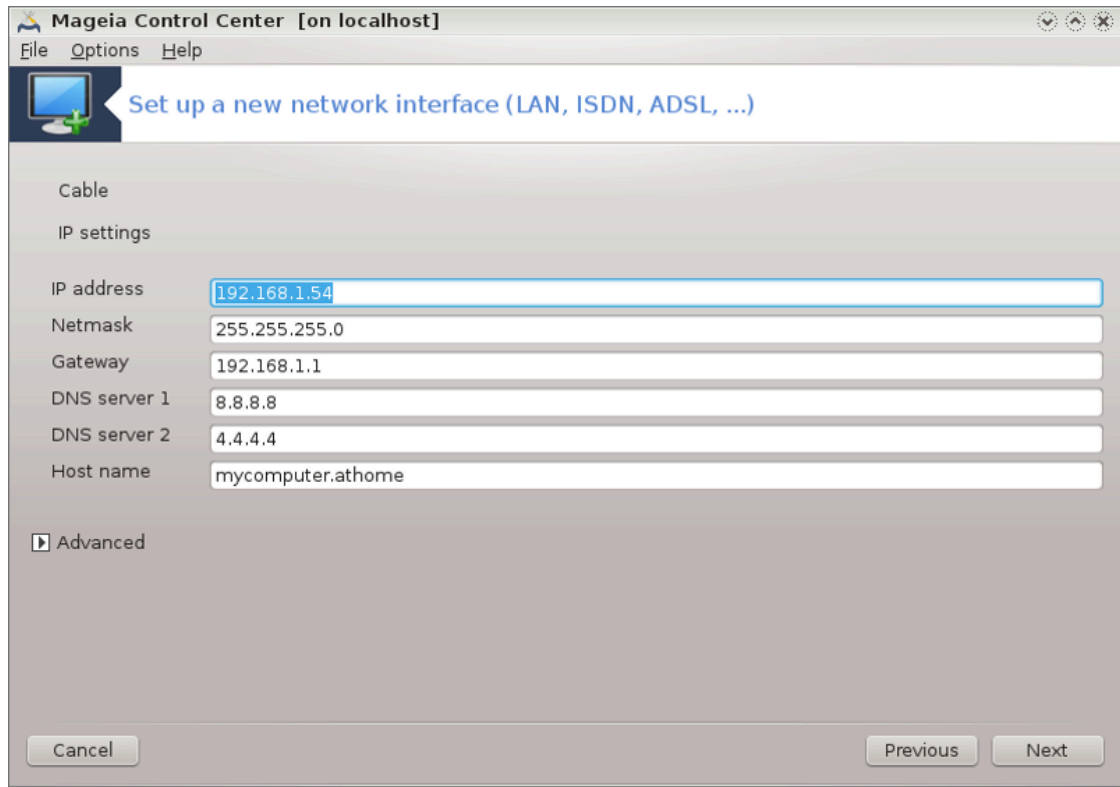 Mageia Control Center [on localhost]
File Options Help
Set up a new network interface (LAN, ISDN, ADSL, ...)
Cable
IP settings
IP address 192.168.1.54
Netmask 255.255.255.0
Gateway 192.168.1.1
DNS server 1 8.8.8.8
DNS server 2 4.4.4.4
Host name mycomputer.athome
Advanced
Cancel Previous Next